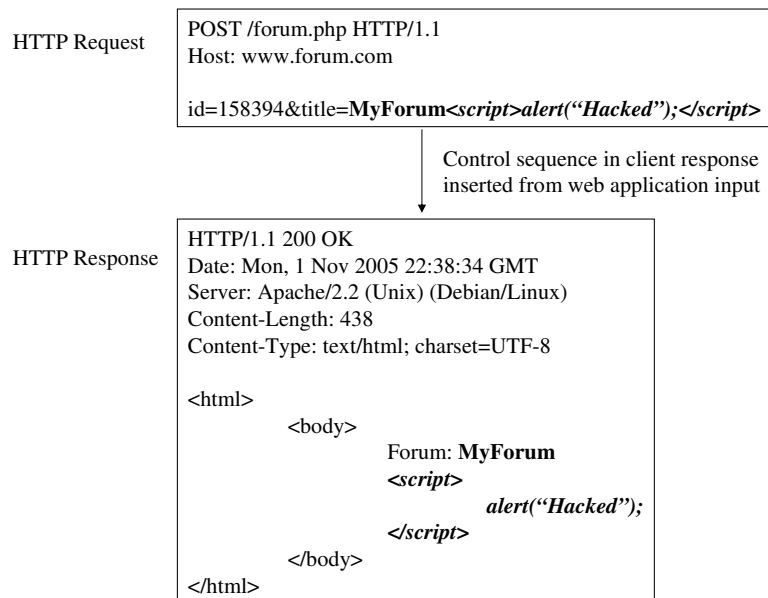 HTTP Request
POST /forum.php HTTP/1.1
Host: www.forum.com
id=158394&title=MyForum<script>alert(“Hacked”);</script>
Control sequence in client response
inserted from web application input
HTTP Response
HTTP/1.1 200 OK
Date: Mon, 1 Nov 2005 22:38:34 GMT
Server: Apache/2.2 (Unix) (Debian/Linux)
Content-Length: 438
Content-Type: text/html; charset=UTF-8
<html>
<body>
Forum: MyForum
<script>
alert(“Hacked”);
</script>
</body>
</html>